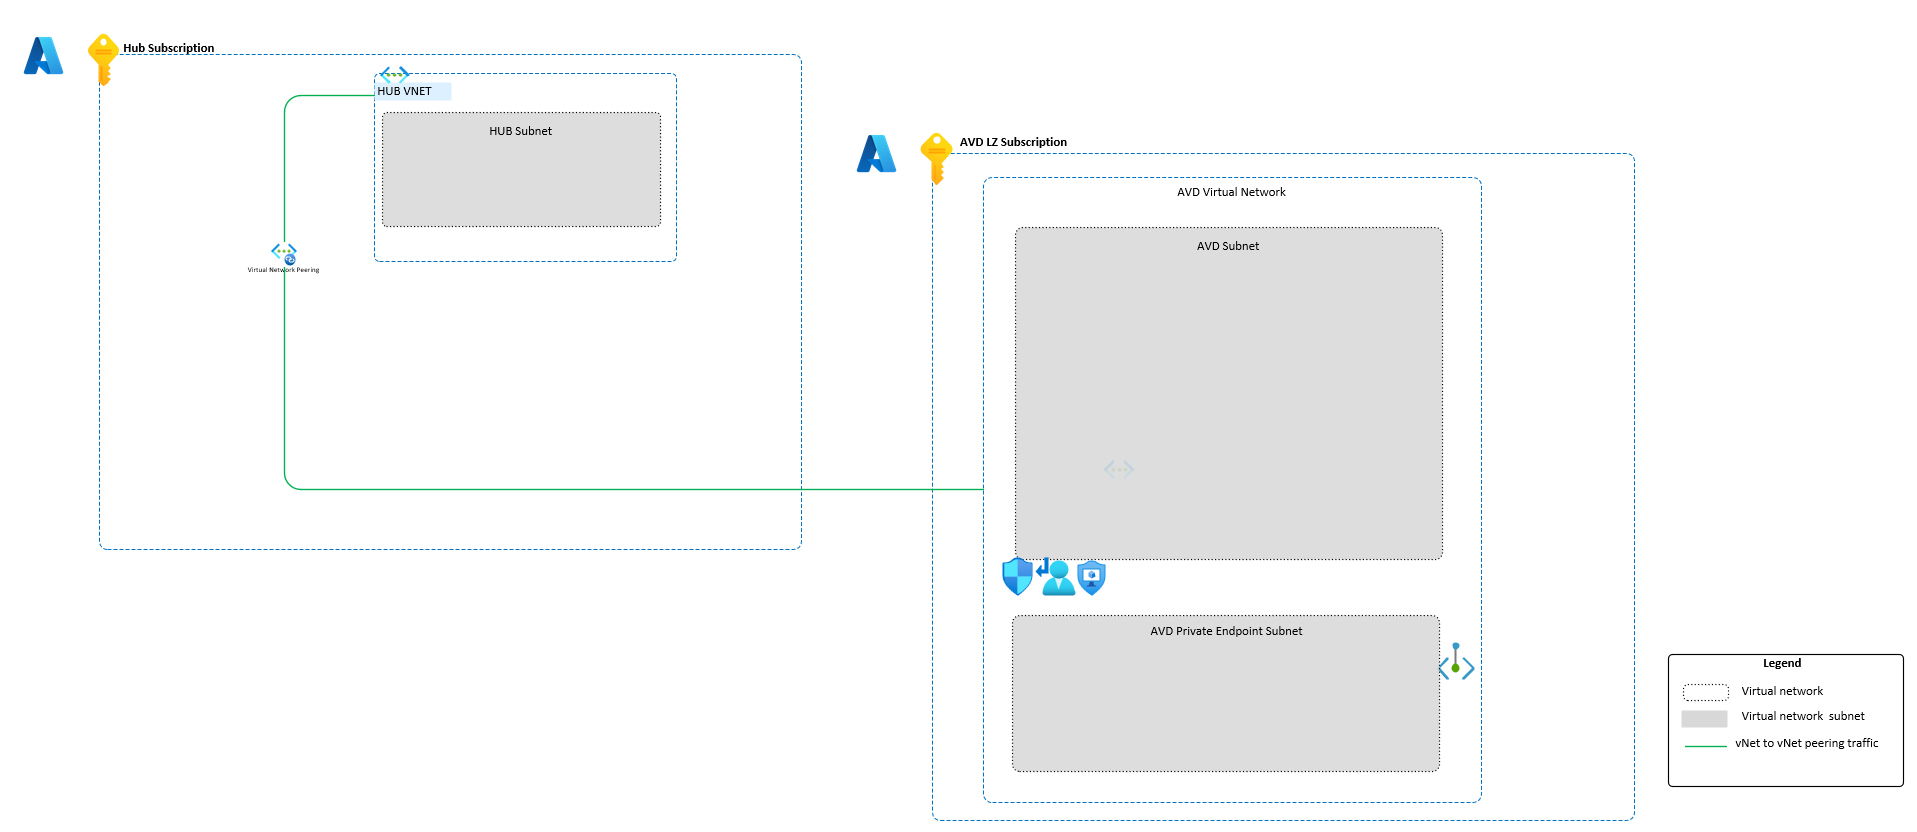 Hub Subscription
HUB VNET
HUB Subnet
Virtual Network Peering
AVD LZ Subscription
AVD Virtual Network
AVD Subnet
AVD Private Endpoint Subnet
Legend
Virtual network
Virtual network subnet
vNet to vNet peering traffic